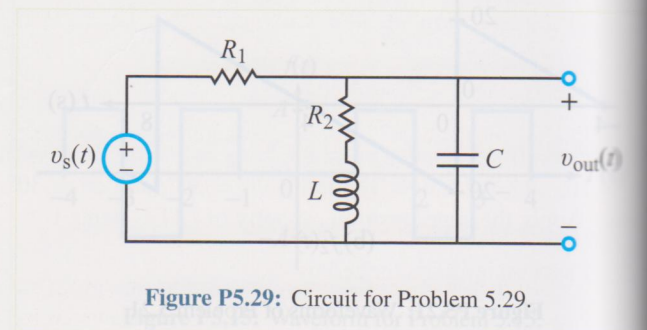 R₁
R₂
+
vₛ(t)
+
−
L
C
vout(t)
−
Figure P5.29: Circuit for Problem 5.29.